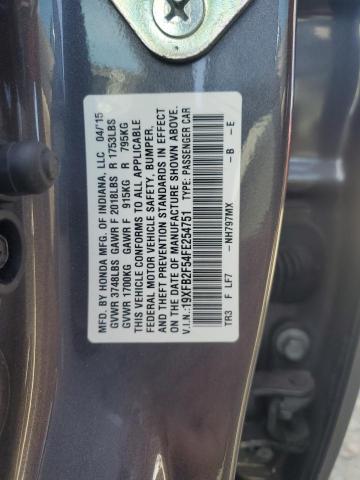 MFD. BY HONDA MFG. OF INDIANA, LLC 04/15
GVWR 3748LBS GAWR F 2018LBS R 1753LBS
GVWR 1700KG GAWR F 915KG R 795KG
THIS VEHICLE CONFORMS TO ALL APPLICABLE
FEDERAL MOTOR VEHICLE SAFETY, BUMPER,
AND THEFT PREVENTION STANDARDS IN EFFECT
ON THE DATE OF MANUFACTURE SHOWN ABOVE.
V.I.N.:19XFB2F54FE254751 TYPE: PASSENGER CAR
-NH797MX -B -E
TR3 F LF7